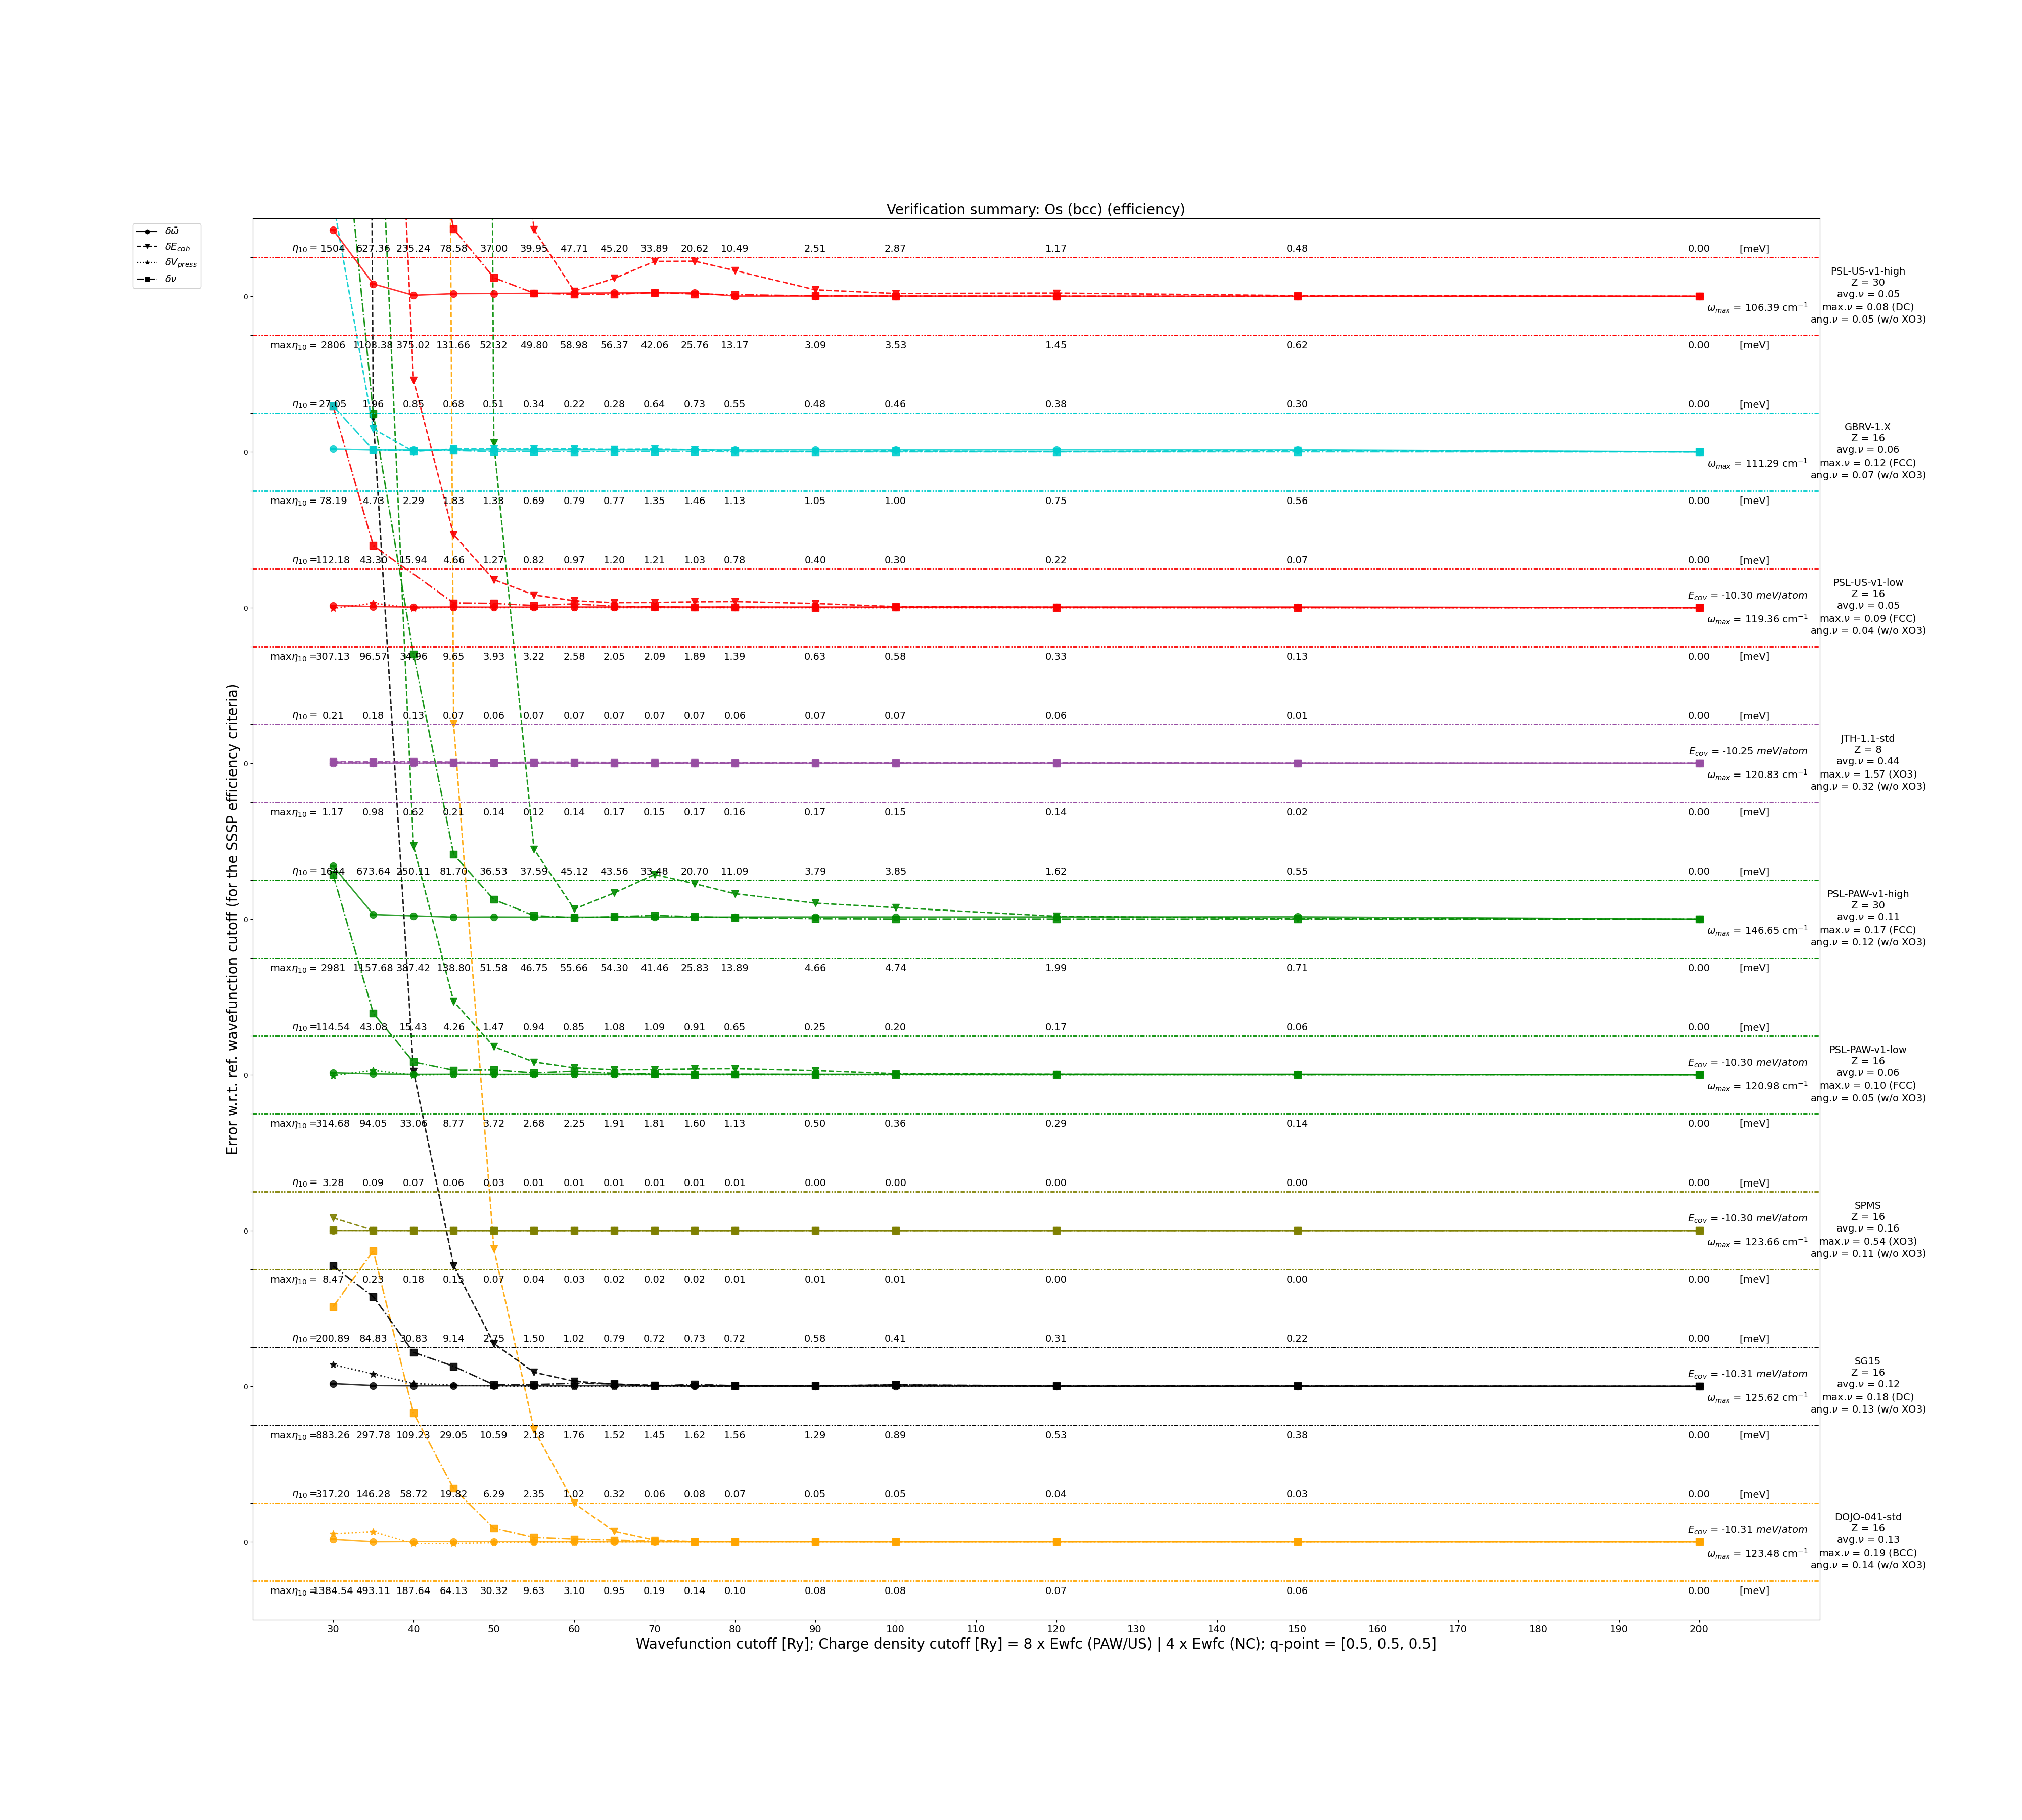 Verification summary: Os (bcc) (efficiency)
δω̄
δE_coh
δV_press
δν
Error w.r.t. ref. wavefunction cutoff (for the SSSP efficiency criteria)
η₁₀ = 1504 627.36 235.24 78.58 37.00 39.95 47.71 45.20 33.89 20.62 10.49 2.51 2.87 1.17 0.48 0.00 [meV]
0
ω_max = 106.39 cm⁻¹
maxη₁₀ = 2806 1108.38 375.02 131.66 52.32 49.80 58.98 56.37 42.06 25.76 13.17 3.09 3.53 1.45 0.62 0.00 [meV]
PSL-US-v1-high
Z = 30
avg.ν = 0.05
max.ν = 0.08 (DC)
ang.ν = 0.05 (w/o XO3)
η₁₀ = 27.05 1.96 0.85 0.68 0.51 0.34 0.22 0.28 0.64 0.73 0.55 0.48 0.46 0.38 0.30 0.00 [meV]
0
ω_max = 111.29 cm⁻¹
maxη₁₀ = 78.19 4.73 2.29 1.83 1.33 0.69 0.79 0.77 1.35 1.46 1.13 1.05 1.00 0.75 0.56 0.00 [meV]
GBRV-1.X
Z = 16
avg.ν = 0.06
max.ν = 0.12 (FCC)
ang.ν = 0.07 (w/o XO3)
η₁₀ = 112.18 43.30 15.94 4.66 1.27 0.82 0.97 1.20 1.21 1.03 0.78 0.40 0.30 0.22 0.07 0.00 [meV]
0
E_cov = -10.30 meV/atom
ω_max = 119.36 cm⁻¹
maxη₁₀ = 307.13 96.57 34.96 9.65 3.93 3.22 2.58 2.05 2.09 1.89 1.39 0.63 0.58 0.33 0.13 0.00 [meV]
PSL-US-v1-low
Z = 16
avg.ν = 0.05
max.ν = 0.09 (FCC)
ang.ν = 0.04 (w/o XO3)
η₁₀ = 0.21 0.18 0.13 0.07 0.06 0.07 0.07 0.07 0.07 0.07 0.06 0.07 0.07 0.06 0.01 0.00 [meV]
0
E_cov = -10.25 meV/atom
ω_max = 120.83 cm⁻¹
maxη₁₀ = 1.17 0.98 0.62 0.21 0.14 0.12 0.14 0.17 0.15 0.17 0.16 0.17 0.15 0.14 0.02 0.00 [meV]
JTH-1.1-std
Z = 8
avg.ν = 0.44
max.ν = 1.57 (XO3)
ang.ν = 0.32 (w/o XO3)
η₁₀ = 1644 673.64 250.11 81.70 36.53 37.59 45.12 43.56 33.48 20.70 11.09 3.79 3.85 1.62 0.55 0.00 [meV]
0
ω_max = 146.65 cm⁻¹
maxη₁₀ = 2981 1157.68 387.42 138.80 51.58 46.75 55.66 54.30 41.46 25.83 13.89 4.66 4.74 1.99 0.71 0.00 [meV]
PSL-PAW-v1-high
Z = 30
avg.ν = 0.11
max.ν = 0.17 (FCC)
ang.ν = 0.12 (w/o XO3)
η₁₀ = 114.54 43.08 15.43 4.26 1.47 0.94 0.85 1.08 1.09 0.91 0.65 0.25 0.20 0.17 0.06 0.00 [meV]
0
E_cov = -10.30 meV/atom
ω_max = 120.98 cm⁻¹
maxη₁₀ = 314.68 94.05 33.06 8.77 3.72 2.68 2.25 1.91 1.81 1.60 1.13 0.50 0.36 0.29 0.14 0.00 [meV]
PSL-PAW-v1-low
Z = 16
avg.ν = 0.06
max.ν = 0.10 (FCC)
ang.ν = 0.05 (w/o XO3)
η₁₀ = 3.28 0.09 0.07 0.06 0.03 0.01 0.01 0.01 0.01 0.01 0.01 0.00 0.00 0.00 0.00 0.00 [meV]
0
E_cov = -10.30 meV/atom
ω_max = 123.66 cm⁻¹
maxη₁₀ = 8.47 0.23 0.18 0.15 0.07 0.04 0.03 0.02 0.02 0.02 0.01 0.01 0.01 0.00 0.00 0.00 [meV]
SPMS
Z = 16
avg.ν = 0.16
max.ν = 0.54 (XO3)
ang.ν = 0.11 (w/o XO3)
η₁₀ = 200.89 84.83 30.83 9.14 2.75 1.50 1.02 0.79 0.72 0.73 0.72 0.58 0.41 0.31 0.22 0.00 [meV]
0
E_cov = -10.31 meV/atom
ω_max = 125.62 cm⁻¹
maxη₁₀ = 883.26 297.78 109.23 29.05 10.59 2.18 1.76 1.52 1.45 1.62 1.56 1.29 0.89 0.53 0.38 0.00 [meV]
SG15
Z = 16
avg.ν = 0.12
max.ν = 0.18 (DC)
ang.ν = 0.13 (w/o XO3)
η₁₀ = 317.20 146.28 58.72 19.82 6.29 2.35 1.02 0.32 0.06 0.08 0.07 0.05 0.05 0.04 0.03 0.00 [meV]
0
E_cov = -10.31 meV/atom
ω_max = 123.48 cm⁻¹
maxη₁₀ = 1384.54 493.11 187.64 64.13 30.32 9.63 3.10 0.95 0.19 0.14 0.10 0.08 0.08 0.07 0.06 0.00 [meV]
DOJO-041-std
Z = 16
avg.ν = 0.13
max.ν = 0.19 (BCC)
ang.ν = 0.14 (w/o XO3)
30 40 50 60 70 80 90 100 110 120 130 140 150 160 170 180 190 200
Wavefunction cutoff [Ry]; Charge density cutoff [Ry] = 8 x Ewfc (PAW/US) | 4 x Ewfc (NC); q-point = [0.5, 0.5, 0.5]